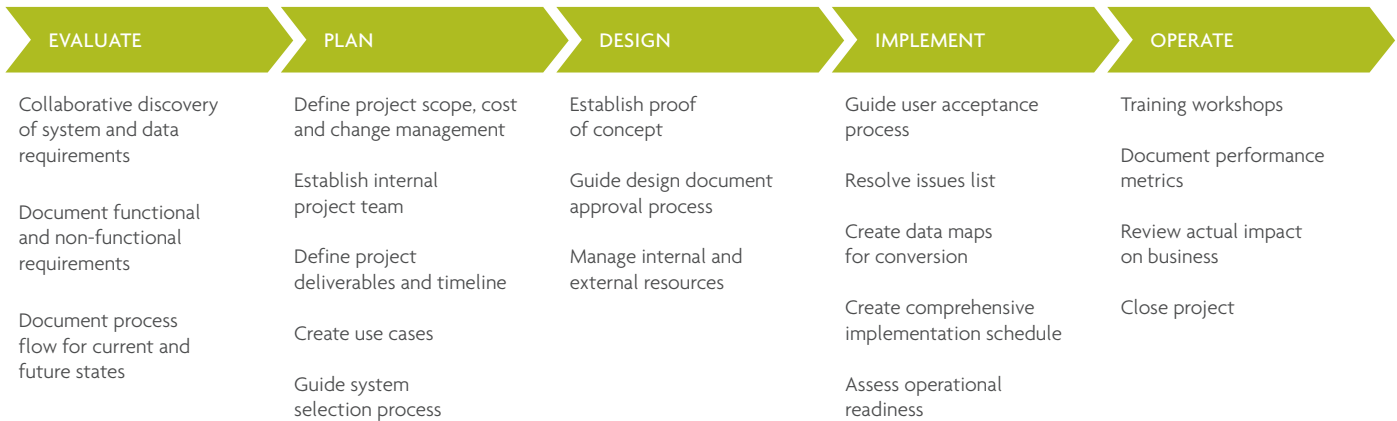 EVALUATE
PLAN
DESIGN
IMPLEMENT
OPERATE
Collaborative discovery
of system and data
requirements
Document functional
and non-functional
requirements
Document process
flow for current and
future states
Define project scope, cost
and change management
Establish internal
project team
Define project
deliverables and timeline
Create use cases
Guide system
selection process
Establish proof
of concept
Guide design document
approval process
Manage internal and
external resources
Guide user acceptance
process
Resolve issues list
Create data maps
for conversion
Create comprehensive
implementation schedule
Assess operational
readiness
Training workshops
Document performance
metrics
Review actual impact
on business
Close project